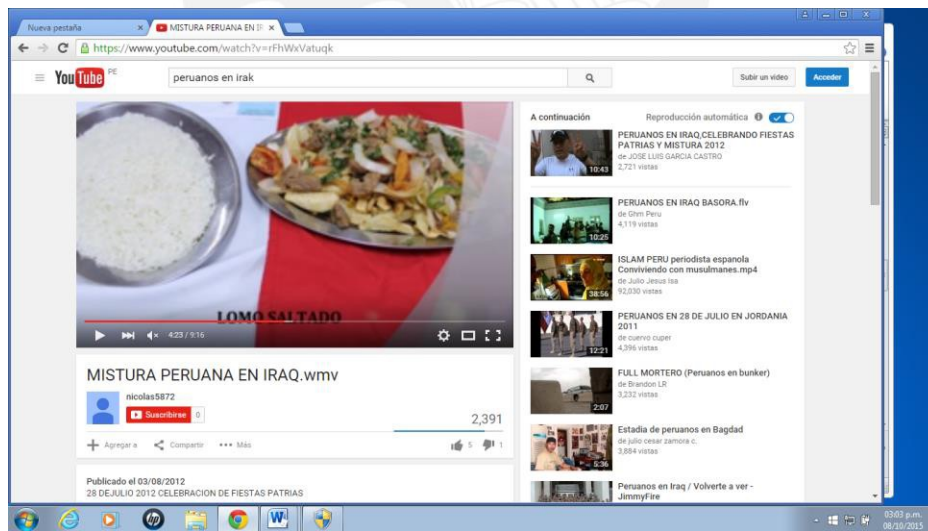 Nueva pestaña
MISTURA PERUANA EN IR
https://www.youtube.com/watch?v=rFhWxVatuqk
YouTube PE
peruanos en irak
Subir un video
Acceder
LOMO SALTADO
4:23 / 9:16
MISTURA PERUANA EN IRAQ.wmv
nicolas5872
Suscribirse 0
2,391
Agregar a Compartir Más
5 1
Publicado el 03/08/2012
28 DEJULIO 2012 CELEBRACION DE FIESTAS PATRIAS
A continuación
Reproducción automática
10:43
PERUANOS EN IRAQ,CELEBRANDO FIESTAS
PATRIAS Y MISTURA 2012
de JOSE LUIS GARCIA CASTRO
2,721 vistas
10:25
PERUANOS EN IRAQ BASORA.flv
de Ghm Peru
4,119 vistas
38:56
ISLAM PERU periodista espanola
Conviviendo con musulmanes.mp4
de Julio Jesus Isa
92,030 vistas
12:21
PERUANOS EN 28 DE JULIO EN JORDANIA
2011
de cuervo cuper
4,396 vistas
2:07
FULL MORTERO (Peruanos en bunker)
de Brandon LR
3,232 vistas
5:36
Estadia de peruanos en Bagdad
de julio cesar zamora c.
3,884 vistas
Peruanos en Iraq / Volverte a ver -
JimmyFire
03:03 p.m.
08/10/2015